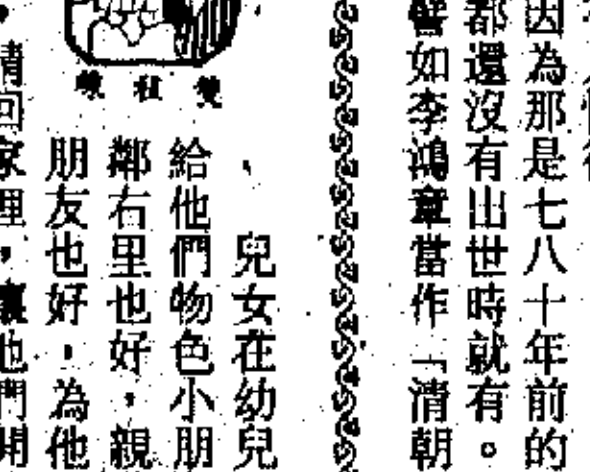 因為那是七八十年前的
都還沒有出世時就有。
譬如李鴻章當作「清朝
兒女在幼兒
給他們物色小朋
鄰右里也好，親
朋友也好，為他
請回家裡，讓他們開